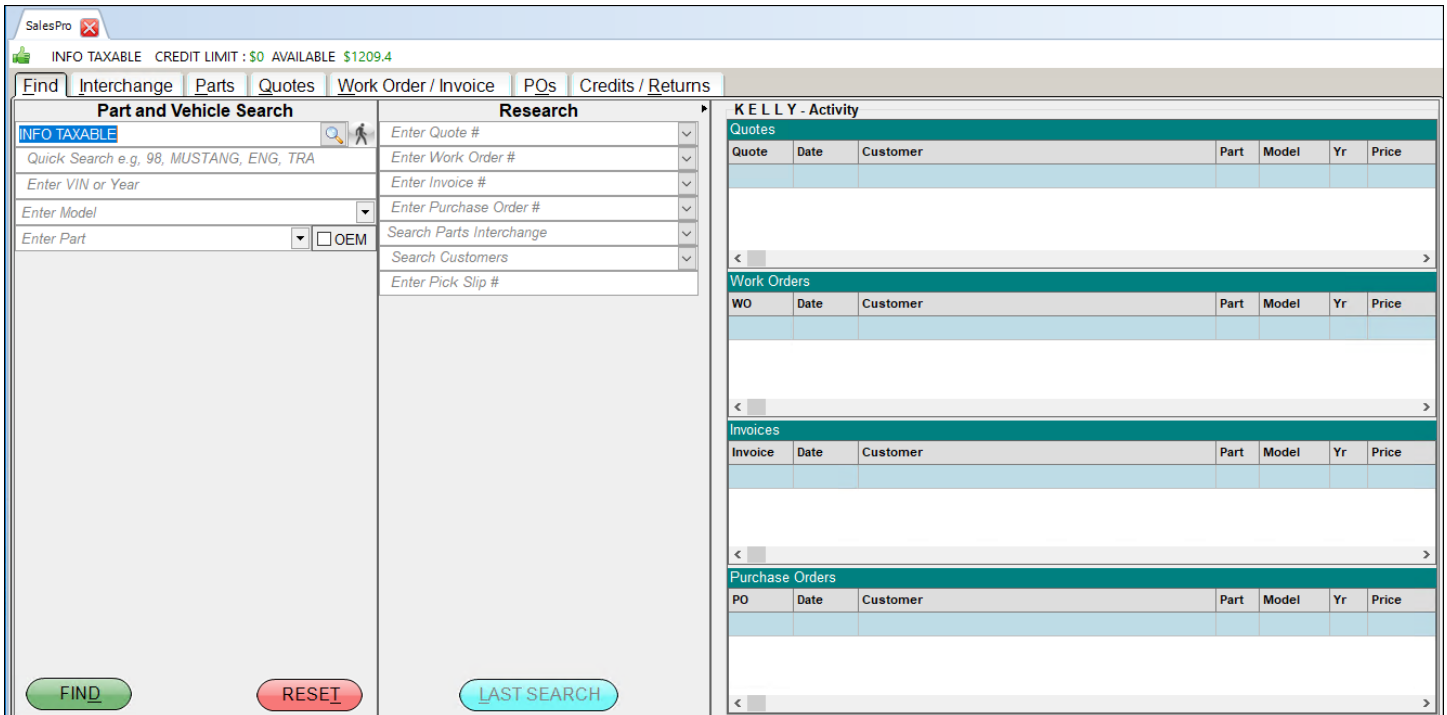 SalesPro
INFO TAXABLE CREDIT LIMIT : $0 AVAILABLE $1209.4
Find Interchange Parts Quotes Work Order / Invoice POs Credits / Returns
Part and Vehicle Search
INFO TAXABLE
Quick Search e.g, 98, MUSTANG, ENG, TRA
Enter VIN or Year
Enter Model
Enter Part
OEM
FIND
RESET
Research
Enter Quote #
Enter Work Order #
Enter Invoice #
Enter Purchase Order #
Search Parts Interchange
Search Customers
Enter Pick Slip #
LAST SEARCH
K E L L Y - Activity
Quotes
Quote Date Customer Part Model Yr Price
Work Orders
WO Date Customer Part Model Yr Price
Invoices
Invoice Date Customer Part Model Yr Price
Purchase Orders
PO Date Customer Part Model Yr Price